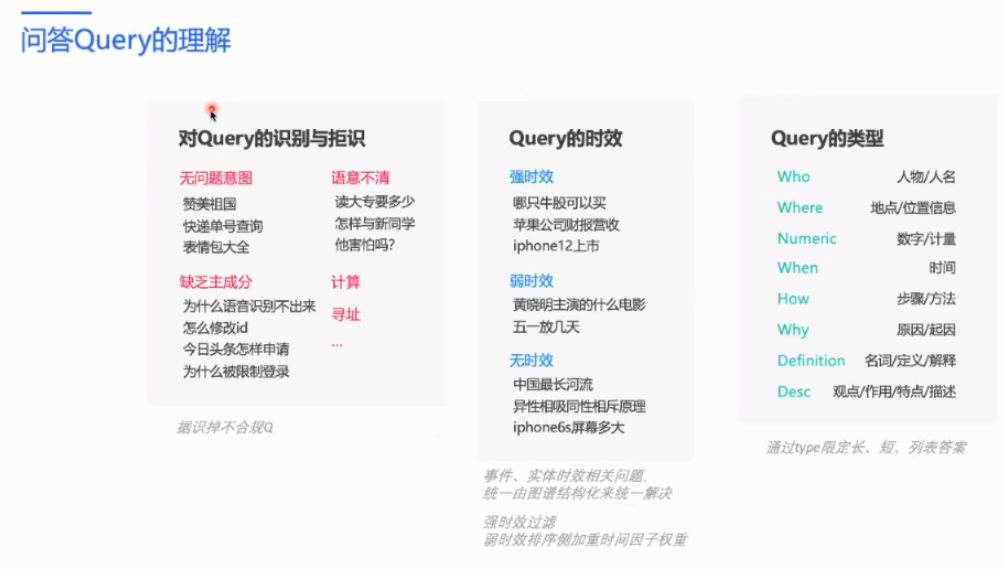 问答Query的理解
对Query的识别与拒识
无问题意图
赞美祖国
快递单号查询
表情包大全
语意不清
读大专要多少
怎样与新同学
他害怕吗?
缺乏主成分
为什么语音识别不出来
怎么修改id
今日头条怎样申请
为什么被限制登录
计算
寻址
...
据识掉不合规Q
Query的时效
强时效
哪只牛股可以买
苹果公司财报营收
iphone12上市
弱时效
黄晓明主演的什么电影
五一放几天
无时效
中国最长河流
异性相吸同性相斥原理
iphone6s屏幕多大
事件、实体时效相关问题,
统一由图谱结构化来统一解决
强时效过滤
弱时效排序侧加重时间因子权重
Query的类型
Who 人物/人名
Where 地点/位置信息
Numeric 数字/计量
When 时间
How 步骤/方法
Why 原因/起因
Definition 名词/定义/解释
Desc 观点/作用/特点/描述
通过type限定长、短、列表答案